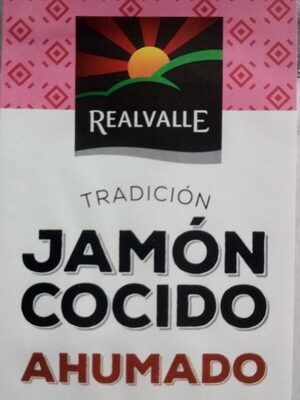 REALVALLE
TRADICIÓN
JAMÓN
COCIDO
AHUMADO